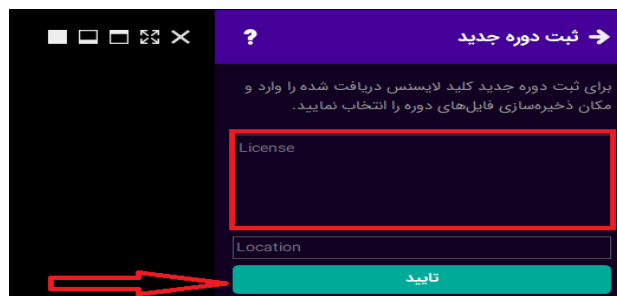 ثبت دوره جدید
?
برای ثبت دوره جدید کلید لایسنس دریافت شده را وارد و
مکان ذخیره‌سازی فایل‌های دوره را انتخاب نمایید.
License
Location
تایید